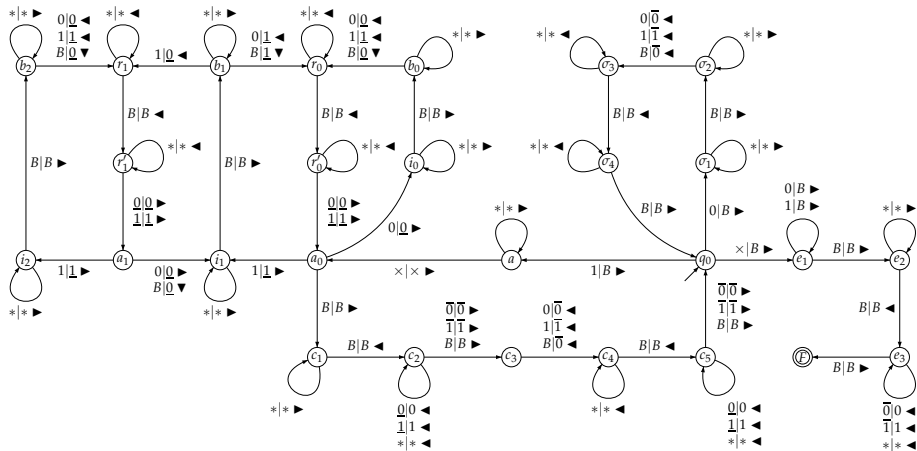 *|* ▶ *|* ◀ *|* ▶ *|* ◀
0|0̲ ◀
1|1̲ ◀
B|0̲ ▼
1|0̲ ◀
0|1̲ ◀
B|1̲ ▼
0|0̲ ◀
1|1̲ ◀
B|0̲ ▼
*|* ▶
*|* ◀
0|0̅ ◀
1|1̅ ◀
B|0̅ ◀
*|* ▶
b₂ r₁ b₁ r₀ b₀ σ₃ σ₂
B|B ◀ B|B ◀ B|B ▶ B|B ◀ B|B ▶
r′₁ *|* ◀ r′₀ *|* ◀ i₀ *|* ▶ *|* ◀ σ₄ σ₁ *|* ▶
B|B ▶ B|B ▶
0̲|0̲ ▶
1̲|1̲ ▶
0̲|0̲ ▶
1̲|1̲ ▶
0|0̲ ▶
B|B ▶ 0|B ▶
*|* ▶
0|B ▶
1|B ▶
*|* ▶
i₂ a₁ i₁ a₀ a q₀ e₁ e₂
1|1̲ ▶
0|0̲ ▶
B|0̲ ▶
1|1̲ ▶ ×|× ▶ 1|B ▶ ×|B ▶ B|B ▶
*|* ▶ *|* ▶
B|B ▶
0̅|0̅ ▶
1̅|1̅ ▶
B|B ▶
0|0̅ ◀
1|1̅ ◀
B|0̅ ◀
0̅|0̅ ▶
1̅|1̅ ▶
B|B ▶
B|B ◀
c₁ B|B ◀ c₂ c₃ c₄ B|B ◀ c₅ F B|B ▶ e₃
*|* ▶
0̲|0 ◀
1̲|1 ◀
*|* ◀
*|* ◀
0̲|0 ◀
1̲|1 ◀
*|* ◀
0̅|0 ◀
1̅|1 ◀
*|* ◀